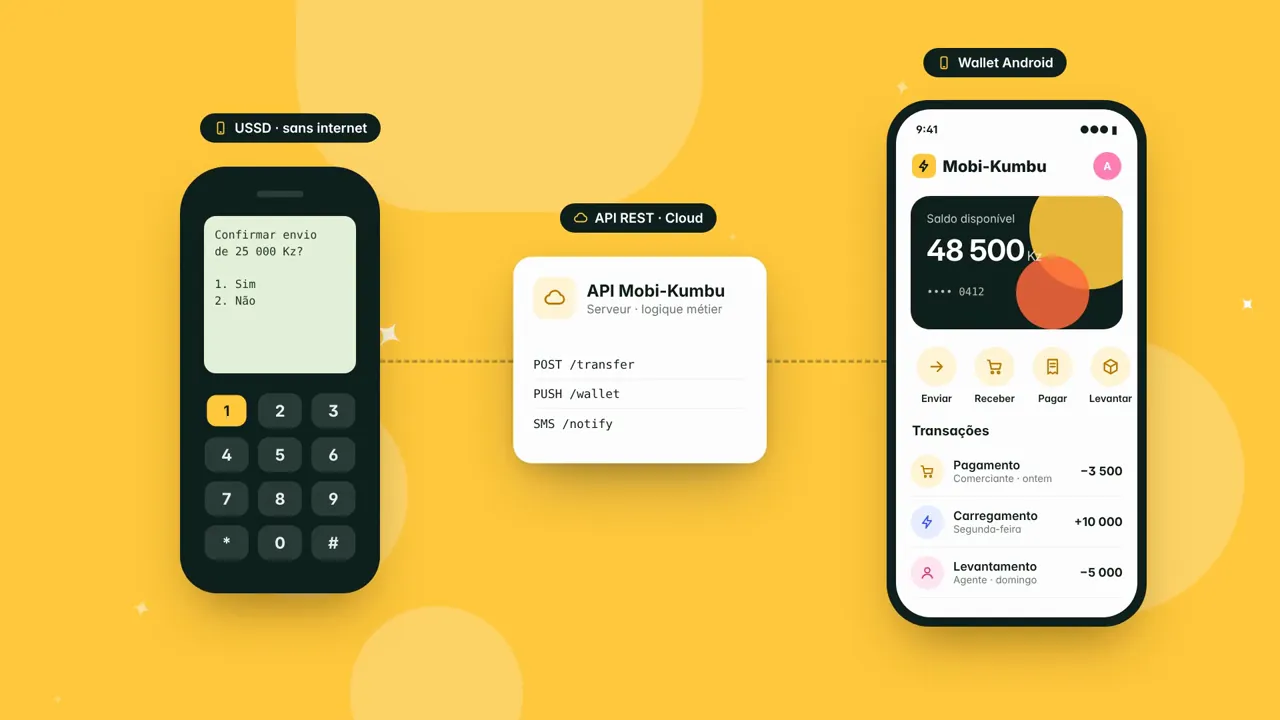 USSD · sans internet
Confirmar envio
de 25 000 Kz?
1. Sim
2. Não
1 2 3
4 5 6
7 8 9
* 0 #
API REST · Cloud
API Mobi-Kumbu
Serveur · logique métier
POST /transfer
PUSH /wallet
SMS /notify
Wallet Android
9:41
Mobi-Kumbu
A
Saldo disponível
48 500 Kz
•••• 0412
Enviar Receber Pagar Levantar
Transações
Pagamento
Comerciante · ontem
−3 500
Carregamento
Segunda-feira
+10 000
Levantamento
Agente · domingo
−5 000